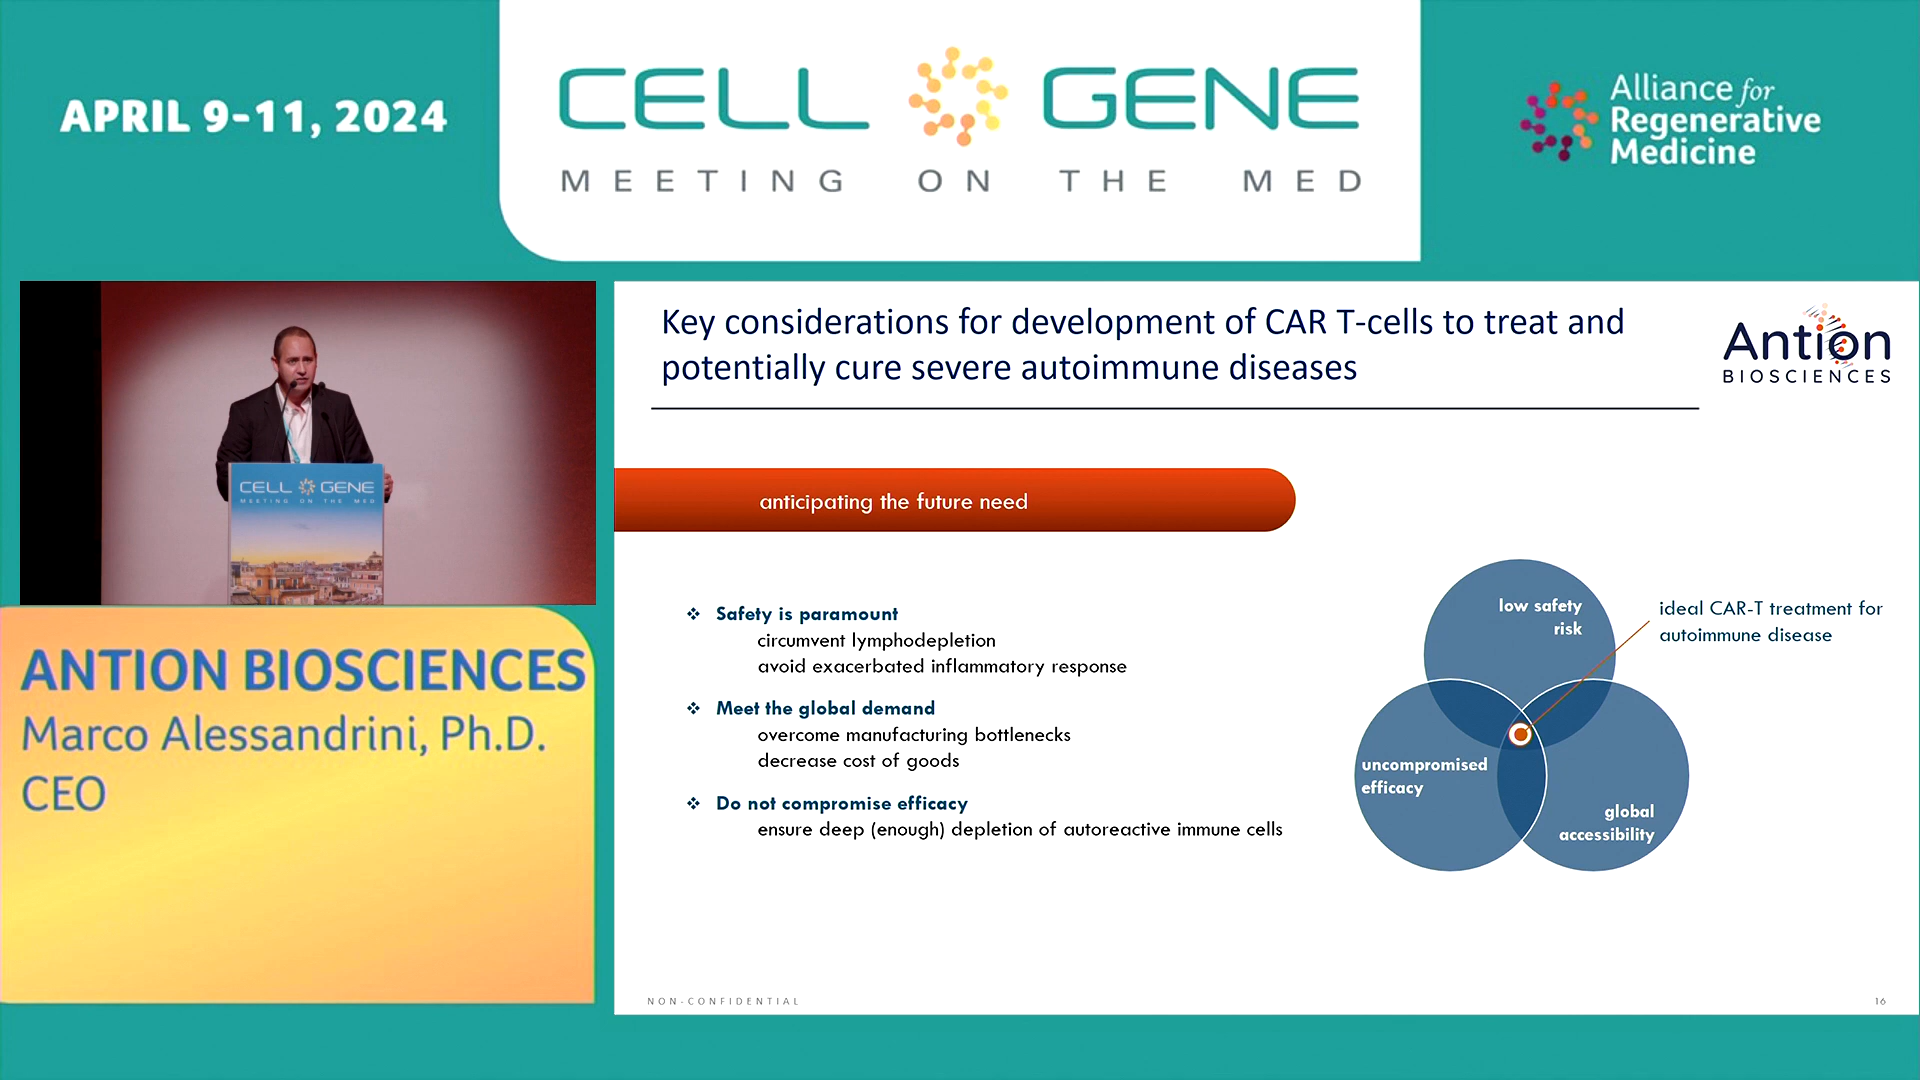 APRIL 9-11, 2024
CELL GENE
MEETING ON THE MED
Alliance for
Regenerative
Medicine
CELL GENE
MEETING ON THE MED
ANTION BIOSCIENCES
Marco Alessandrini, Ph.D.
CEO
Key considerations for development of CAR T-cells to treat and
potentially cure severe autoimmune diseases
Antion
BIOSCIENCES
anticipating the future need
❖ Safety is paramount
circumvent lymphodepletion
avoid exacerbated inflammatory response
❖ Meet the global demand
overcome manufacturing bottlenecks
decrease cost of goods
❖ Do not compromise efficacy
ensure deep (enough) depletion of autoreactive immune cells
low safety
risk
ideal CAR-T treatment for
autoimmune disease
uncompromised
efficacy
global
accessibility
NON-CONFIDENTIAL
16